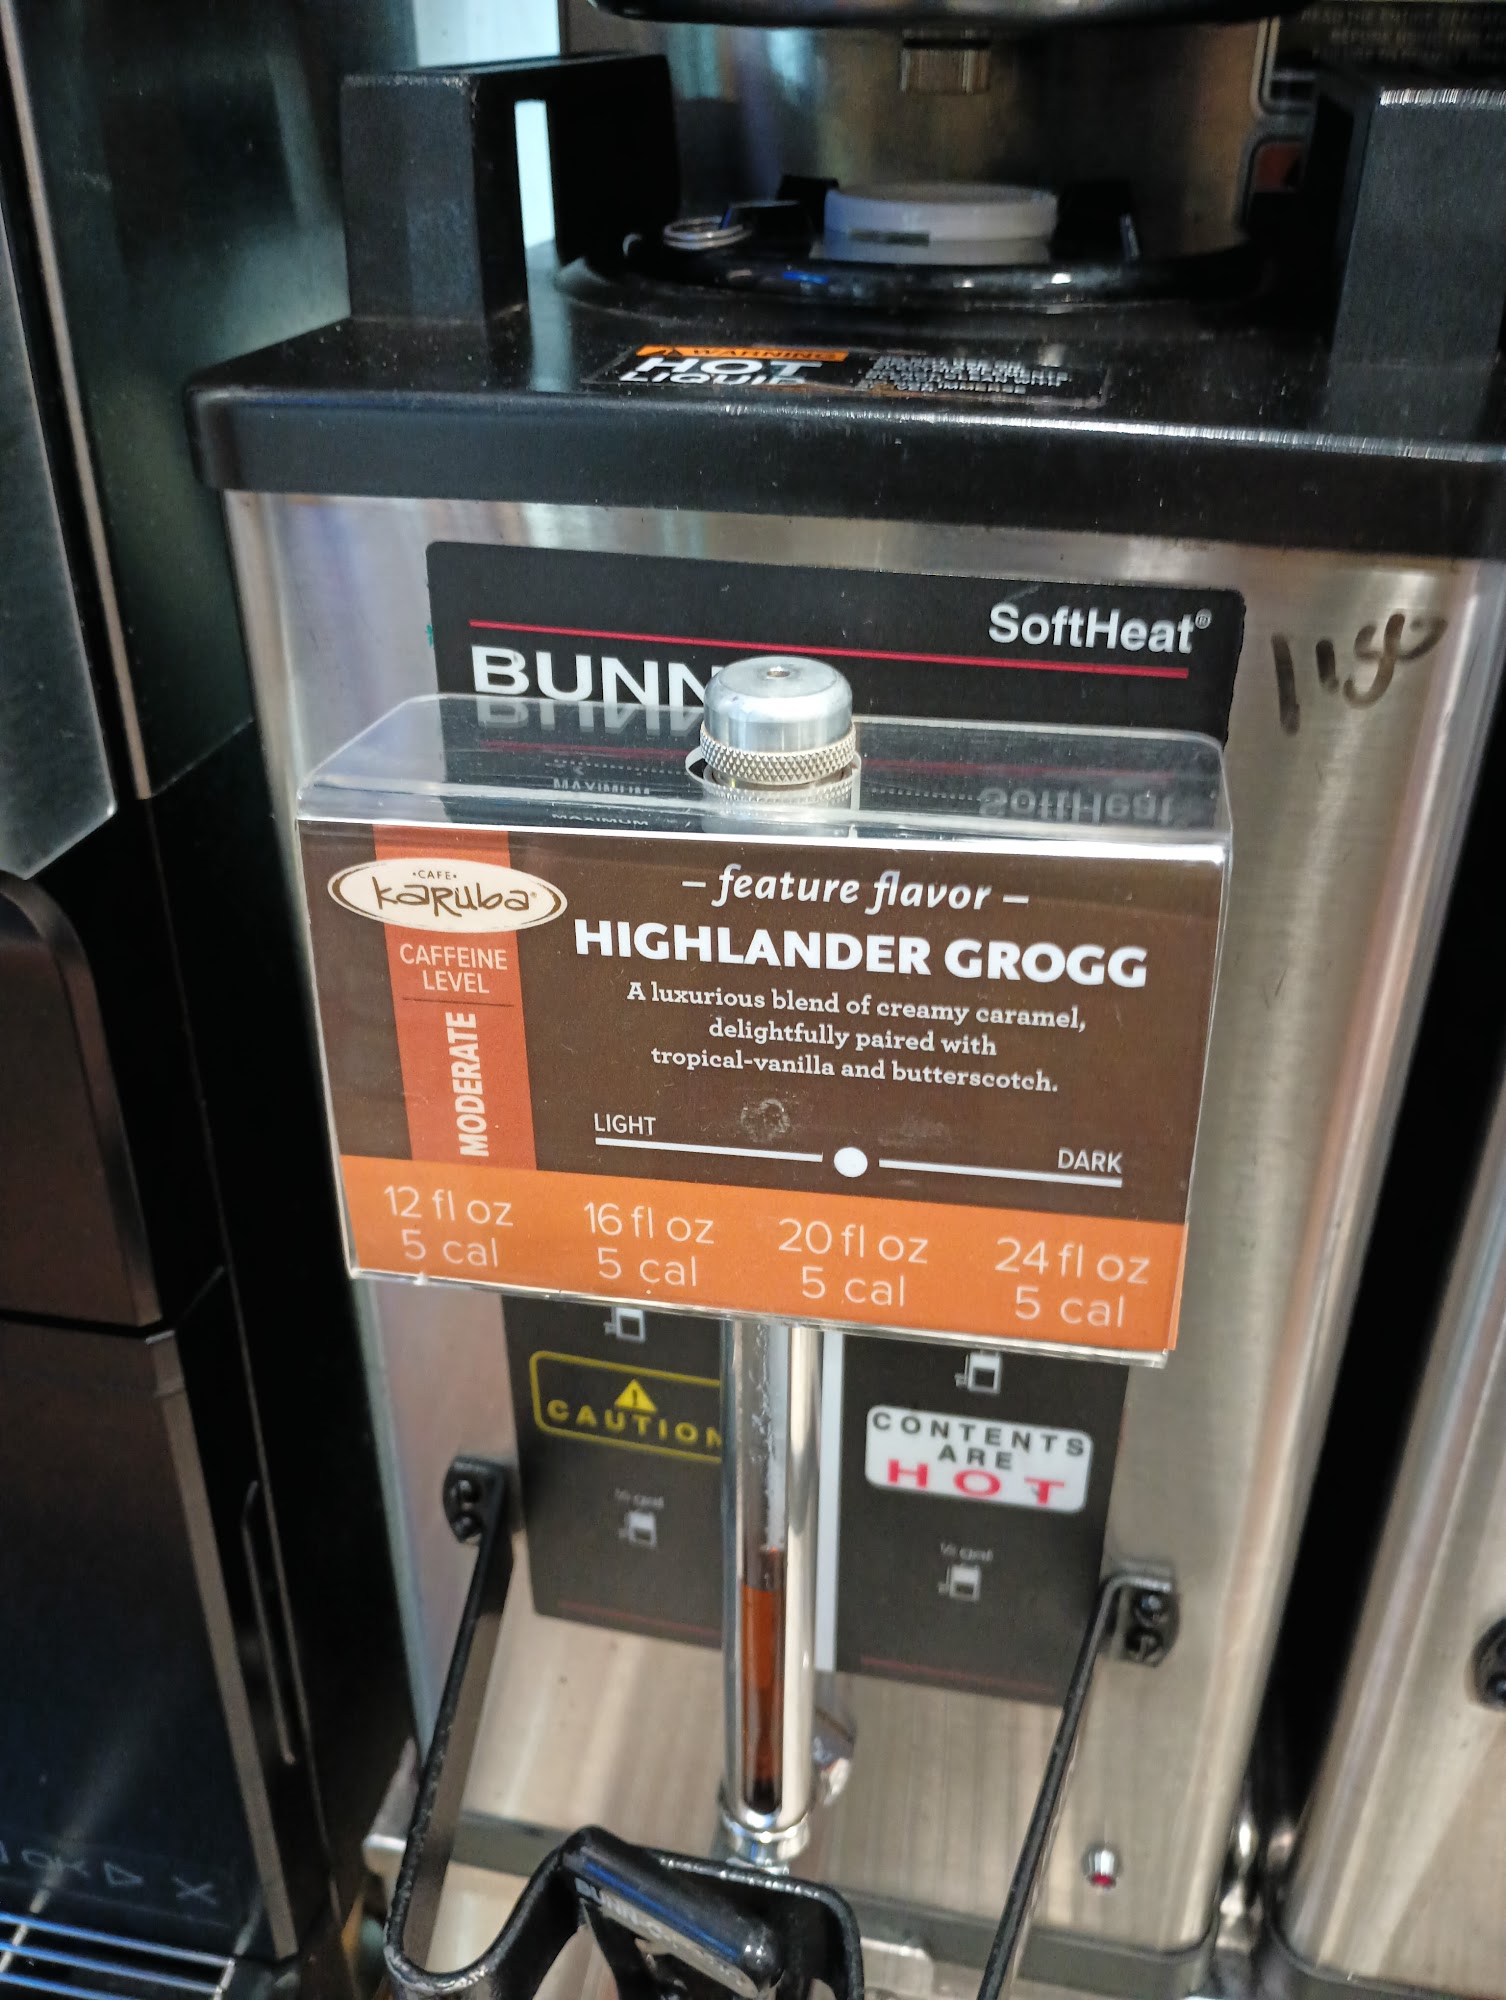 WARNING
HOT
LIQUID
SoftHeat®
BUNN
CAFE
KaRUba®
CAFFEINE
LEVEL
MODERATE
– feature flavor –
HIGHLANDER GROGG
A luxurious blend of creamy caramel,
delightfully paired with
tropical-vanilla and butterscotch.
LIGHT
DARK
12 fl oz
5 cal
16 fl oz
5 cal
20 fl oz
5 cal
24 fl oz
5 cal
CAUTION
CONTENTS
ARE
HOT